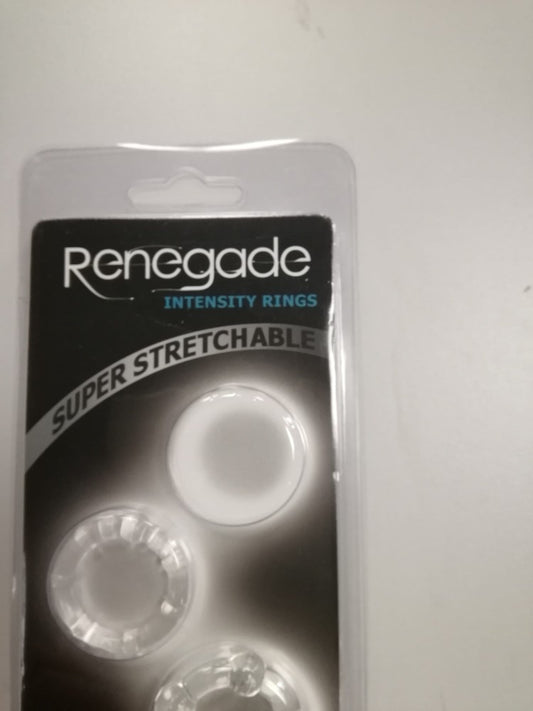 Renegade
INTENSITY RINGS
SUPER STRETCHABLE